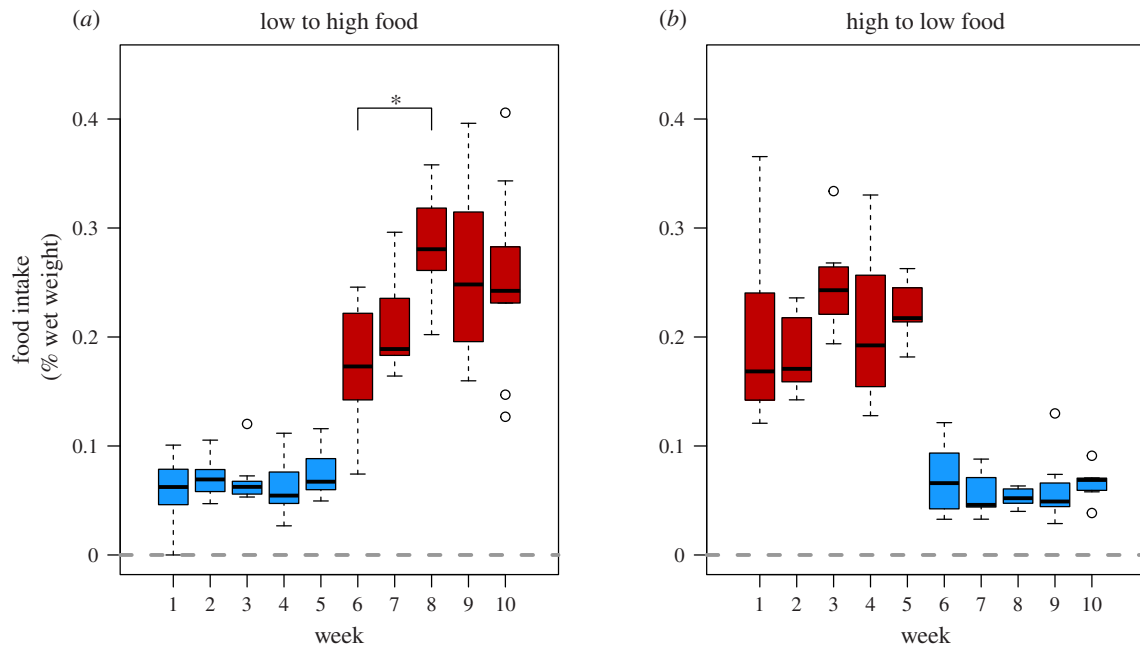 (a)
low to high food
(b)
high to low food
food intake
(% wet weight)
0.4
0.3
0.2
0.1
0
*
1 2 3 4 5 6 7 8 9 10
week
0.4
0.3
0.2
0.1
0
1 2 3 4 5 6 7 8 9 10
week